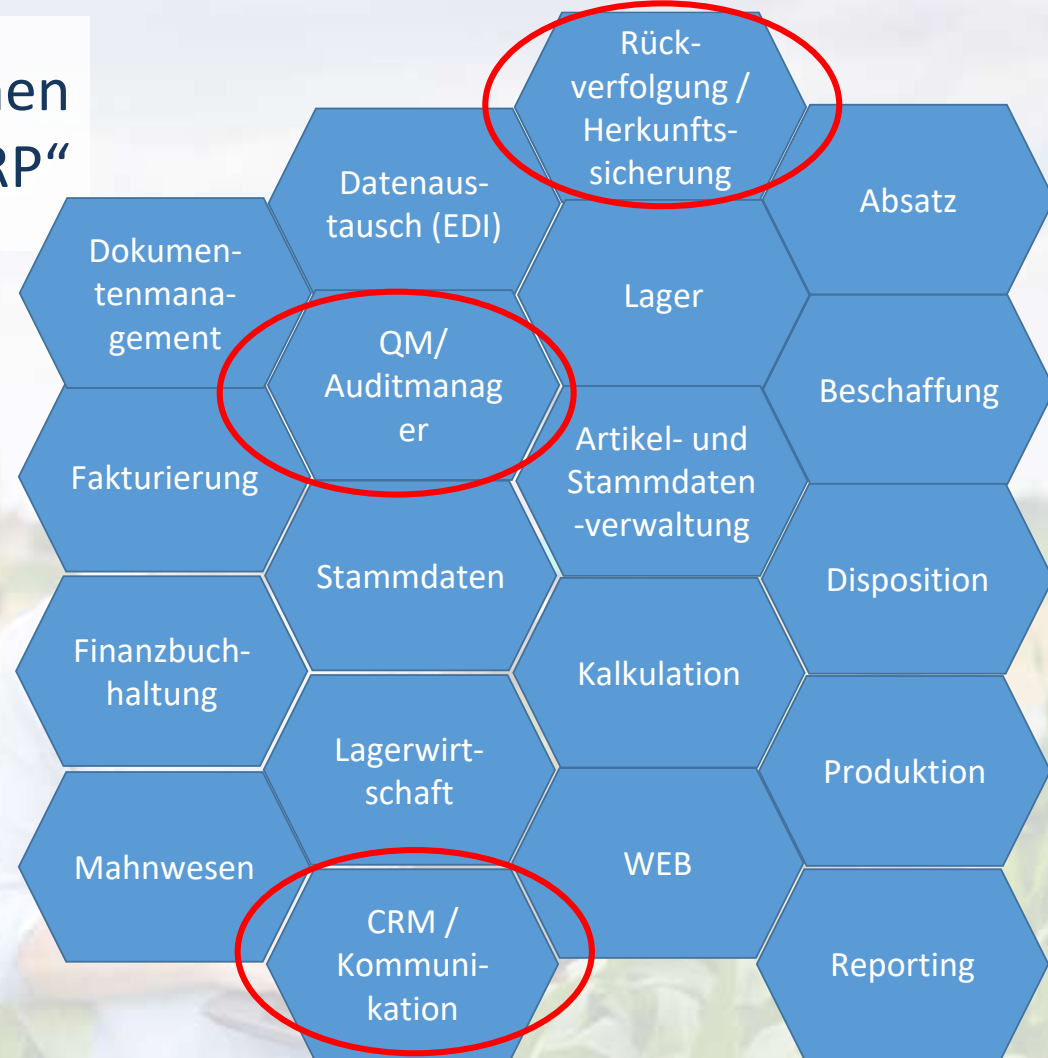 en
RP“
Rück-
verfolgung /
Herkunfts-
sicherung
Datenaus-
tausch (EDI)
Absatz
Dokumen-
tenmana-
gement
Lager
QM/
Auditmanag
er
Beschaffung
Fakturierung
Artikel- und
Stammdaten
-verwaltung
Stammdaten
Disposition
Finanzbuch-
haltung
Kalkulation
Lagerwirt-
schaft
Produktion
Mahnwesen
WEB
CRM /
Kommuni-
kation
Reporting